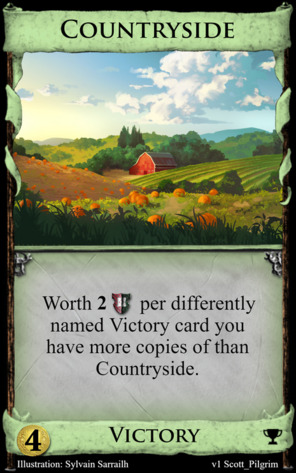 COUNTRYSIDE
Worth 2 per differently
named Victory card you
have more copies of than
Countryside.
4
VICTORY
Illustration: Sylvain Sarrailh
v1 Scott_Pilgrim